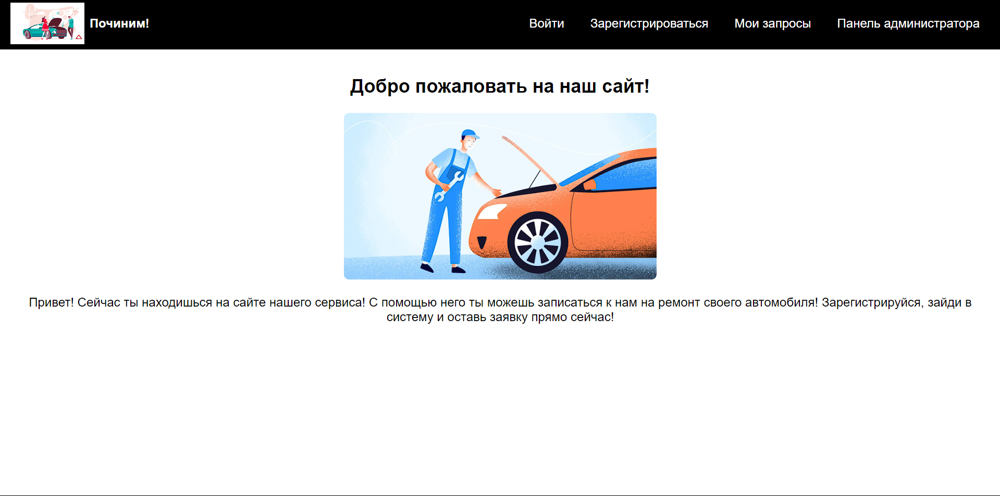 Починим!
Войти
Зарегистрироваться
Мои запросы
Панель администратора
Добро пожаловать на наш сайт!
Привет! Сейчас ты находишься на сайте нашего сервиса! С помощью него ты можешь записаться к нам на ремонт своего автомобиля! Зарегистрируйся, зайди в
систему и оставь заявку прямо сейчас!